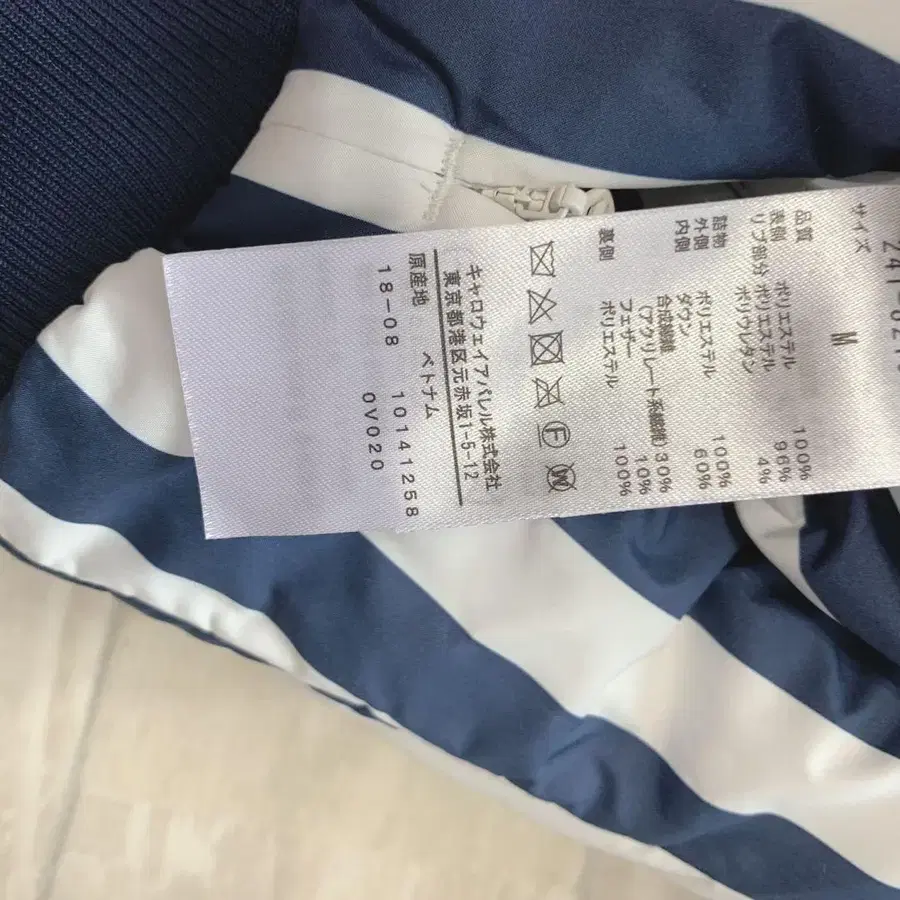 サイズ M
品質
表側 ポリエステル 100%
リブ部分 ポリエステル 96%
ポリウレタン 4%
詰物
外側 ポリエステル 100%
内側 ダウン 60%
合成繊維
(アクリレート系繊維) 30%
フェザー 10%
裏側 ポリエステル 100%
F
W
キャロウェイアパレル株式会社
東京都港区元赤坂1-5-12
原産地 ベトナム
18-08 10141258
0V020